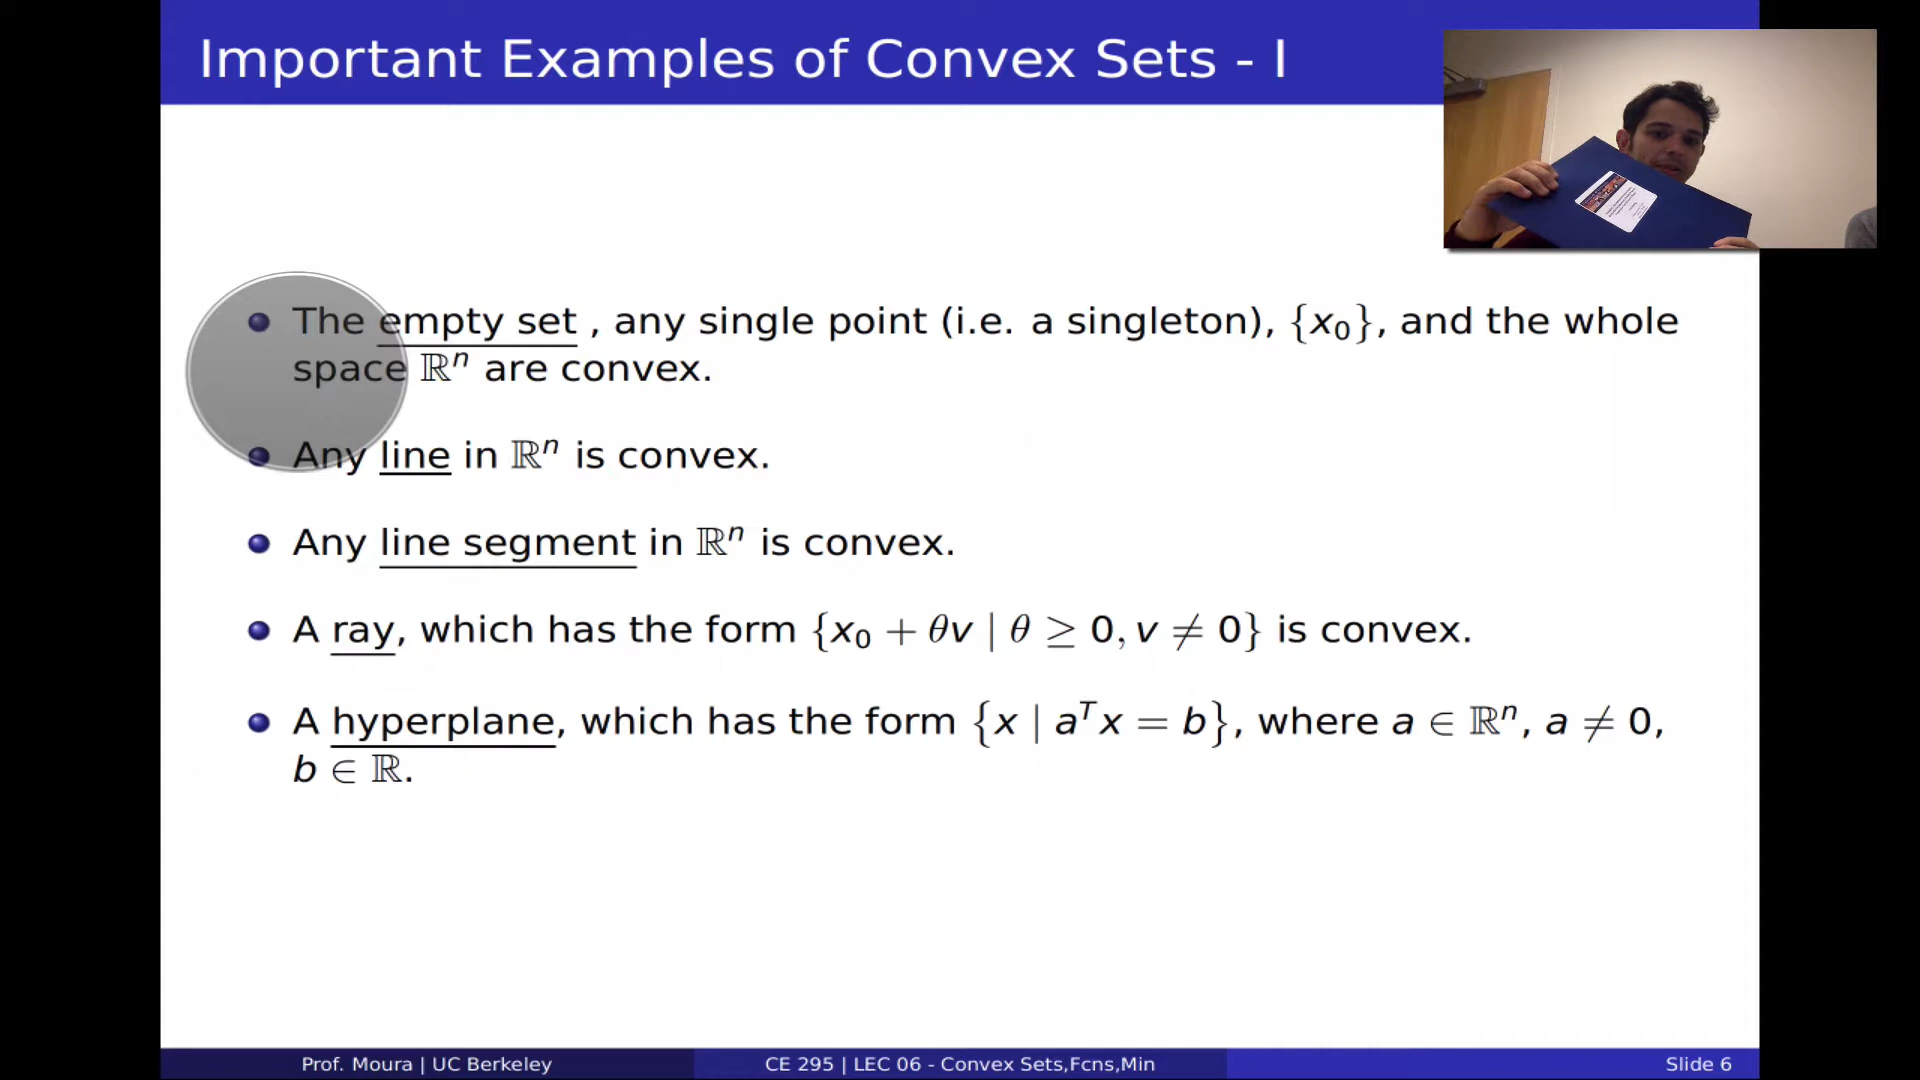 Important Examples of Convex Sets - I
The empty set , any single point (i.e. a singleton), {x₀}, and the whole
space ℝⁿ are convex.
Any line in ℝⁿ is convex.
Any line segment in ℝⁿ is convex.
A ray, which has the form {x₀ + θv | θ ≥ 0, v ≠ 0} is convex.
A hyperplane, which has the form {x | aᵀx = b}, where a ∈ ℝⁿ, a ≠ 0,
b ∈ ℝ.
Prof. Moura | UC Berkeley
CE 295 | LEC 06 - Convex Sets,Fcns,Min
Slide 6